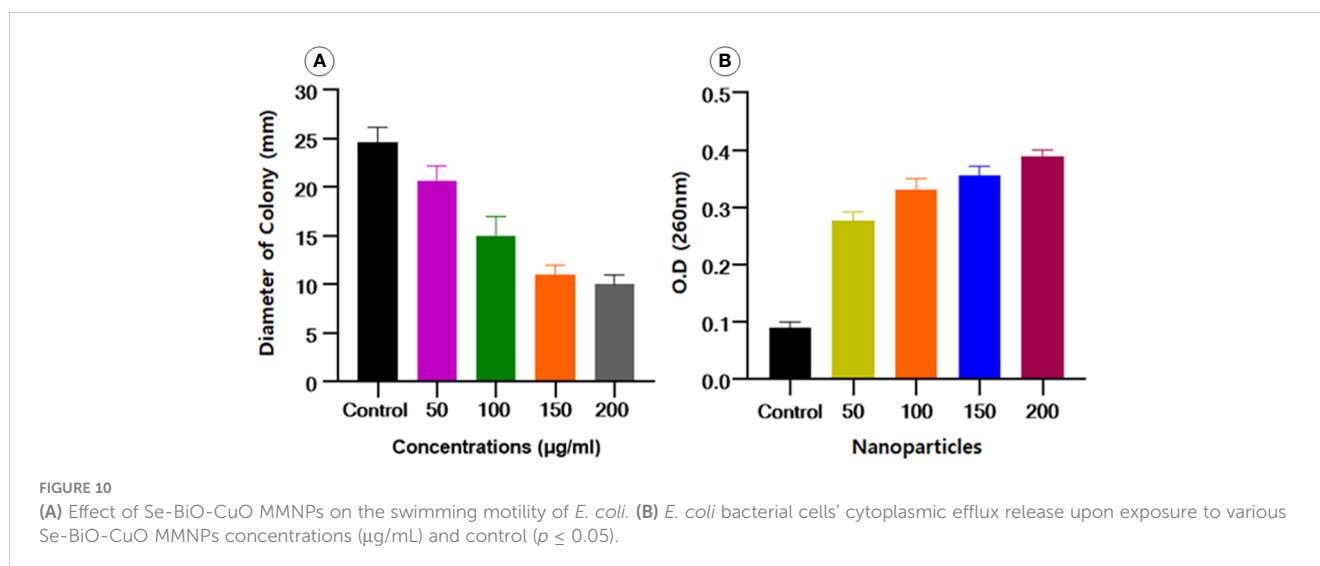 A
30
25
20
15
10
5
0
Diameter of Colony (mm)
Control 50 100 150 200
Concentrations (µg/ml)
B
0.5
0.4
0.3
0.2
0.1
0.0
O.D (260nm)
Control 50 100 150 200
Nanoparticles
FIGURE 10
(A) Effect of Se-BiO-CuO MMNPs on the swimming motility of E. coli. (B) E. coli bacterial cells’ cytoplasmic efflux release upon exposure to various
Se-BiO-CuO MMNPs concentrations (µg/mL) and control (p ≤ 0.05).